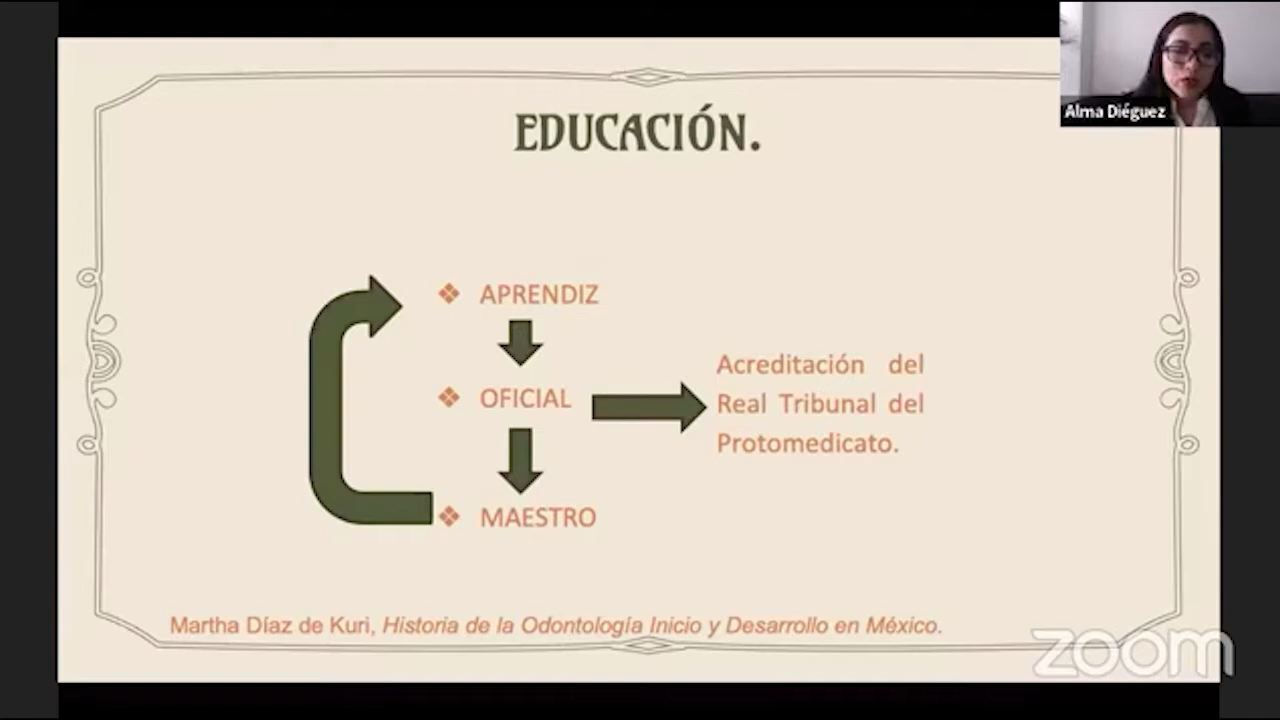 Alma Diéguez
EDUCACIÓN.
❖ APRENDIZ
❖ OFICIAL
Acreditación del
Real Tribunal del
Protomedicato.
❖ MAESTRO
Martha Díaz de Kuri, Historia de la Odontología Inicio y Desarrollo en México.
zoom